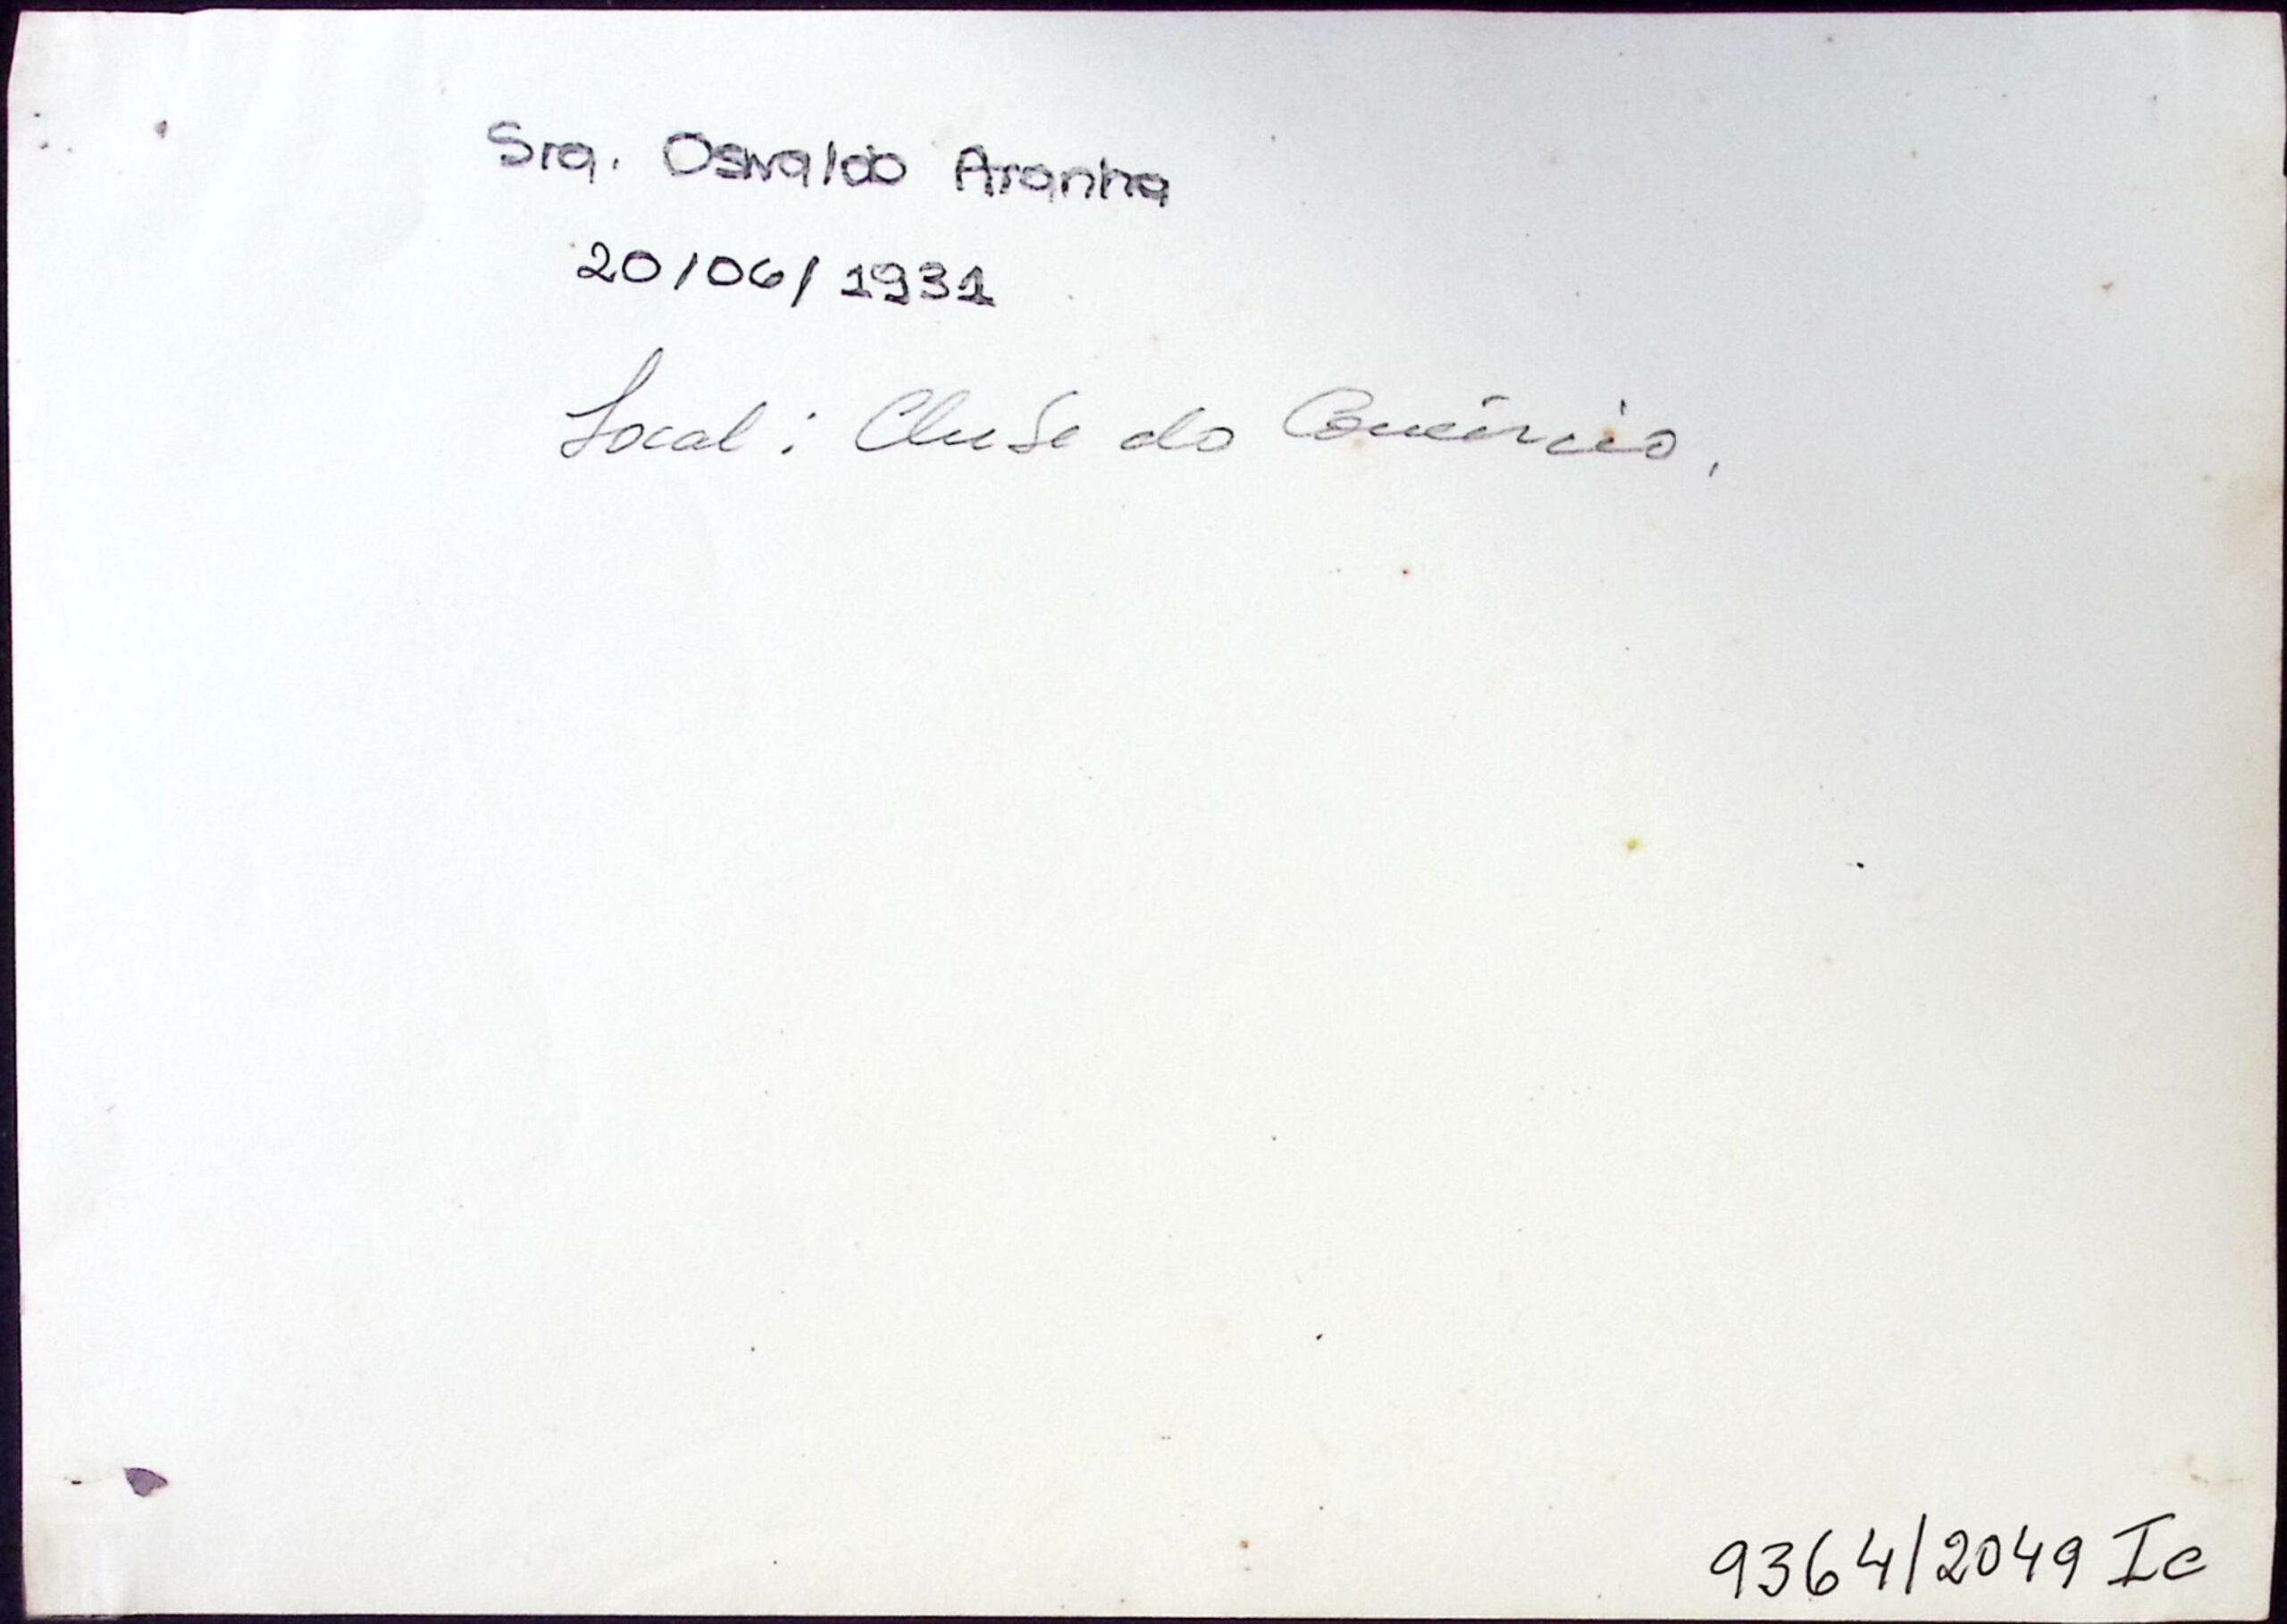 Sra. Osvaldo Aranha
20/06/1931
Local: Clube do Comércio.
9364/2049 Ic